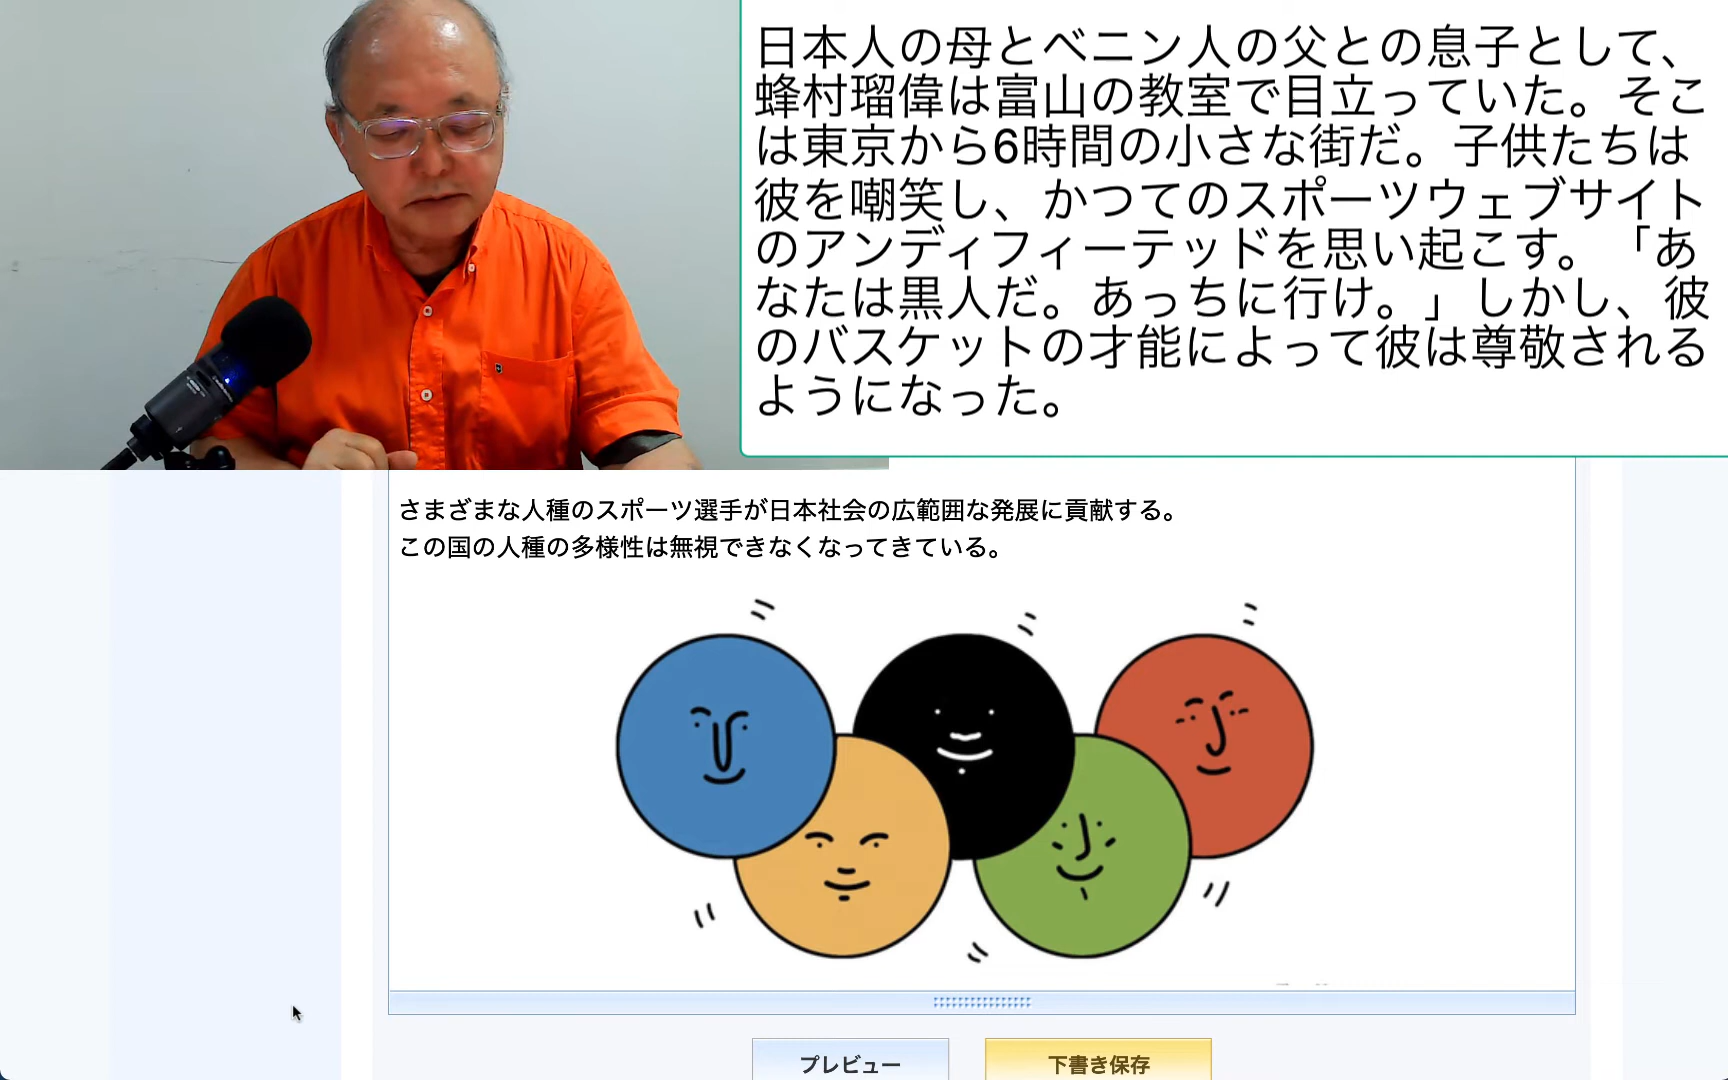 日本人の母とベニン人の父との息子として、
蜂村瑠偉は富山の教室で目立っていた。そこ
は東京から6時間の小さな街だ。子供たちは
彼を嘲笑し、かつてのスポーツウェブサイト
のアンディフィーテッドを思い起こす。「あ
なたは黒人だ。あっちに行け。」しかし、彼
のバスケットの才能によって彼は尊敬される
ようになった。
さまざまな人種のスポーツ選手が日本社会の広範囲な発展に貢献する。
この国の人種の多様性は無視できなくなってきている。
プレビュー
下書き保存